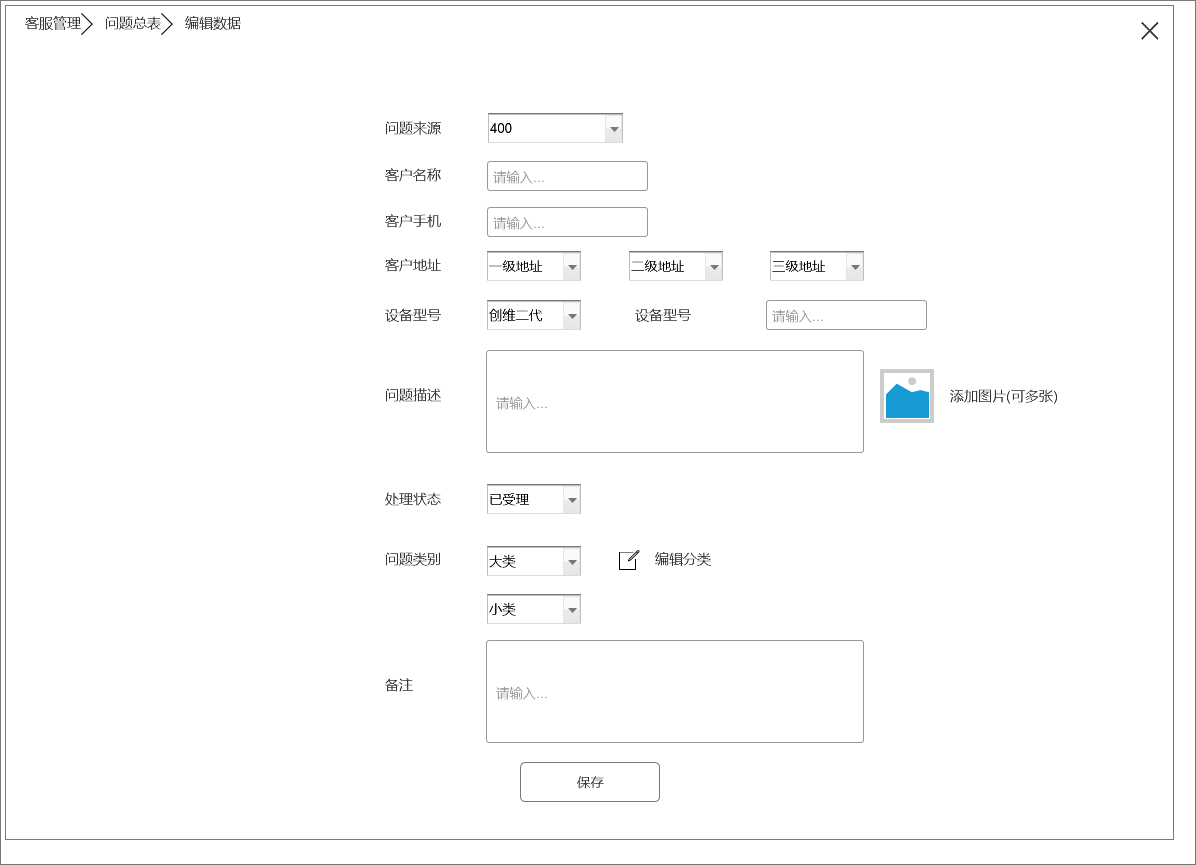 客服管理 问题总表 编辑数据
问题来源 400
客户名称 请输入...
客户手机 请输入...
客户地址 一级地址 二级地址 三级地址
设备型号 创维二代 设备型号 请输入...
问题描述 请输入... 添加图片(可多张)
处理状态 已受理
问题类别 大类 编辑分类
小类
备注 请输入...
保存